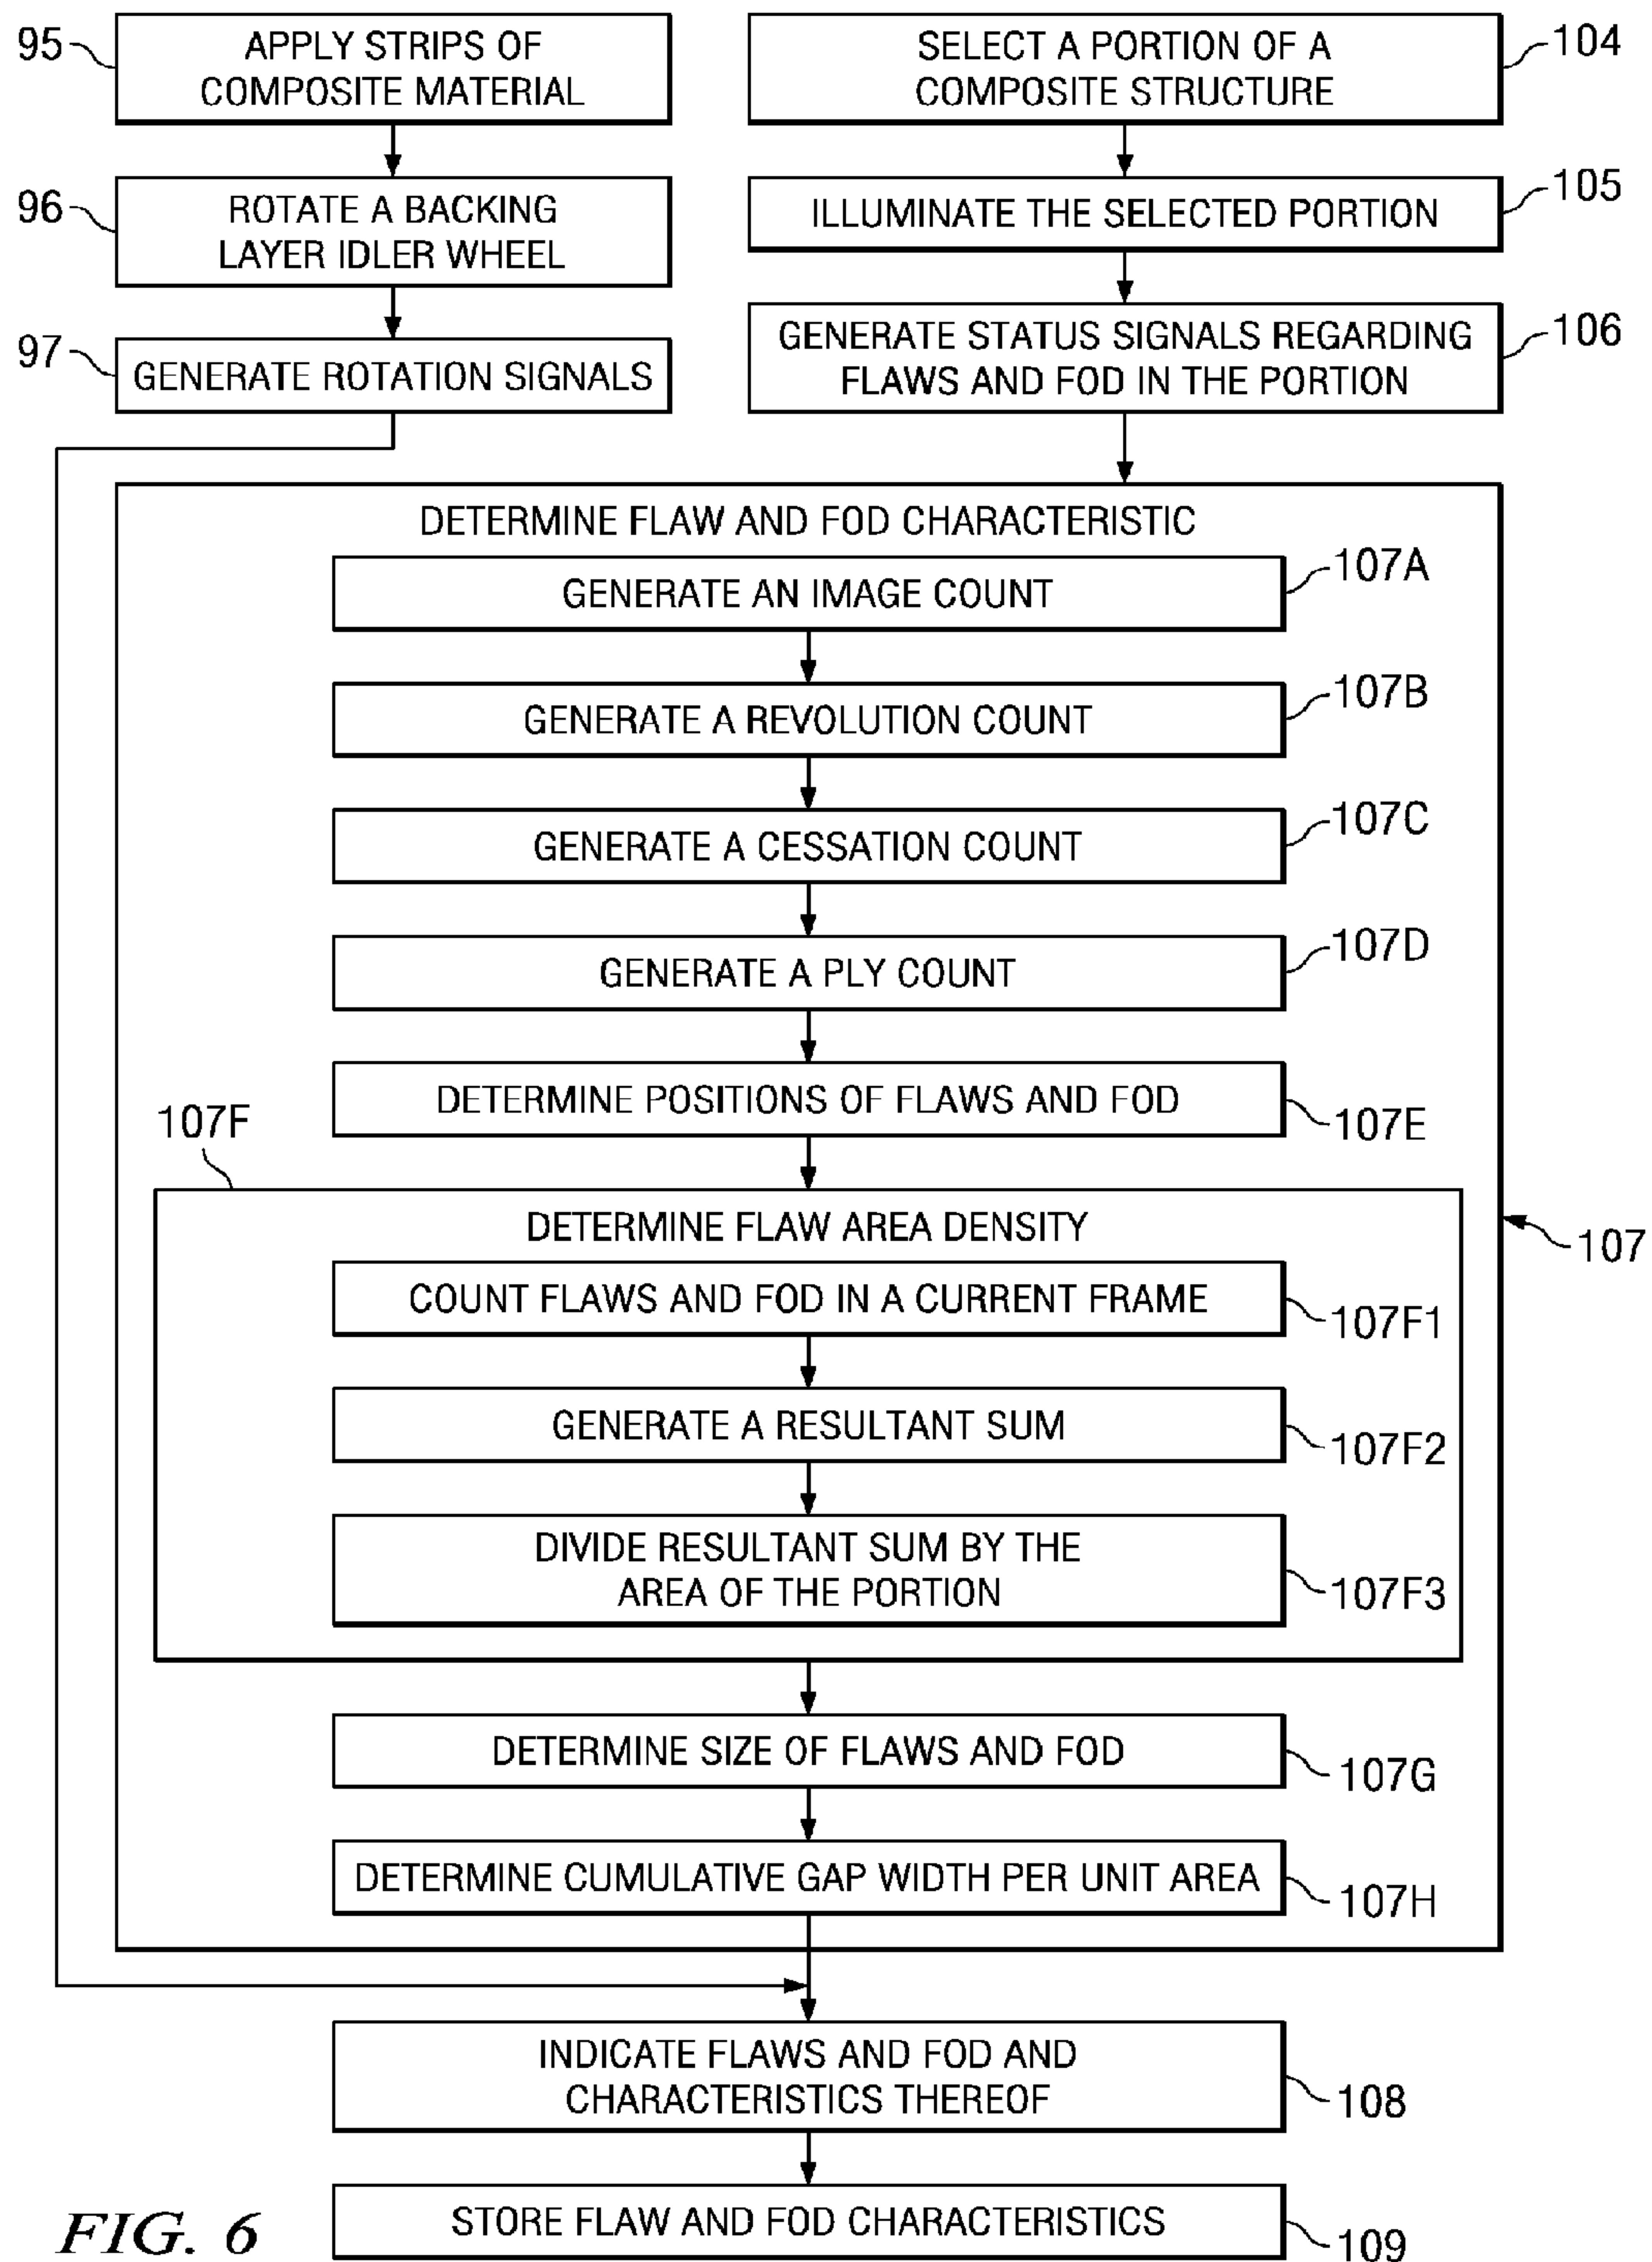 95
APPLY STRIPS OF
COMPOSITE MATERIAL
96
ROTATE A BACKING
LAYER IDLER WHEEL
97
GENERATE ROTATION SIGNALS
SELECT A PORTION OF A
COMPOSITE STRUCTURE
104
ILLUMINATE THE SELECTED PORTION
105
GENERATE STATUS SIGNALS REGARDING
FLAWS AND FOD IN THE PORTION
106
DETERMINE FLAW AND FOD CHARACTERISTIC
GENERATE AN IMAGE COUNT
107A
GENERATE A REVOLUTION COUNT
107B
GENERATE A CESSATION COUNT
107C
GENERATE A PLY COUNT
107D
DETERMINE POSITIONS OF FLAWS AND FOD
107E
107F
DETERMINE FLAW AREA DENSITY
107
COUNT FLAWS AND FOD IN A CURRENT FRAME
107F1
GENERATE A RESULTANT SUM
107F2
DIVIDE RESULTANT SUM BY THE
AREA OF THE PORTION
107F3
DETERMINE SIZE OF FLAWS AND FOD
107G
DETERMINE CUMULATIVE GAP WIDTH PER UNIT AREA
107H
INDICATE FLAWS AND FOD AND
CHARACTERISTICS THEREOF
108
STORE FLAW AND FOD CHARACTERISTICS
109
FIG. 6